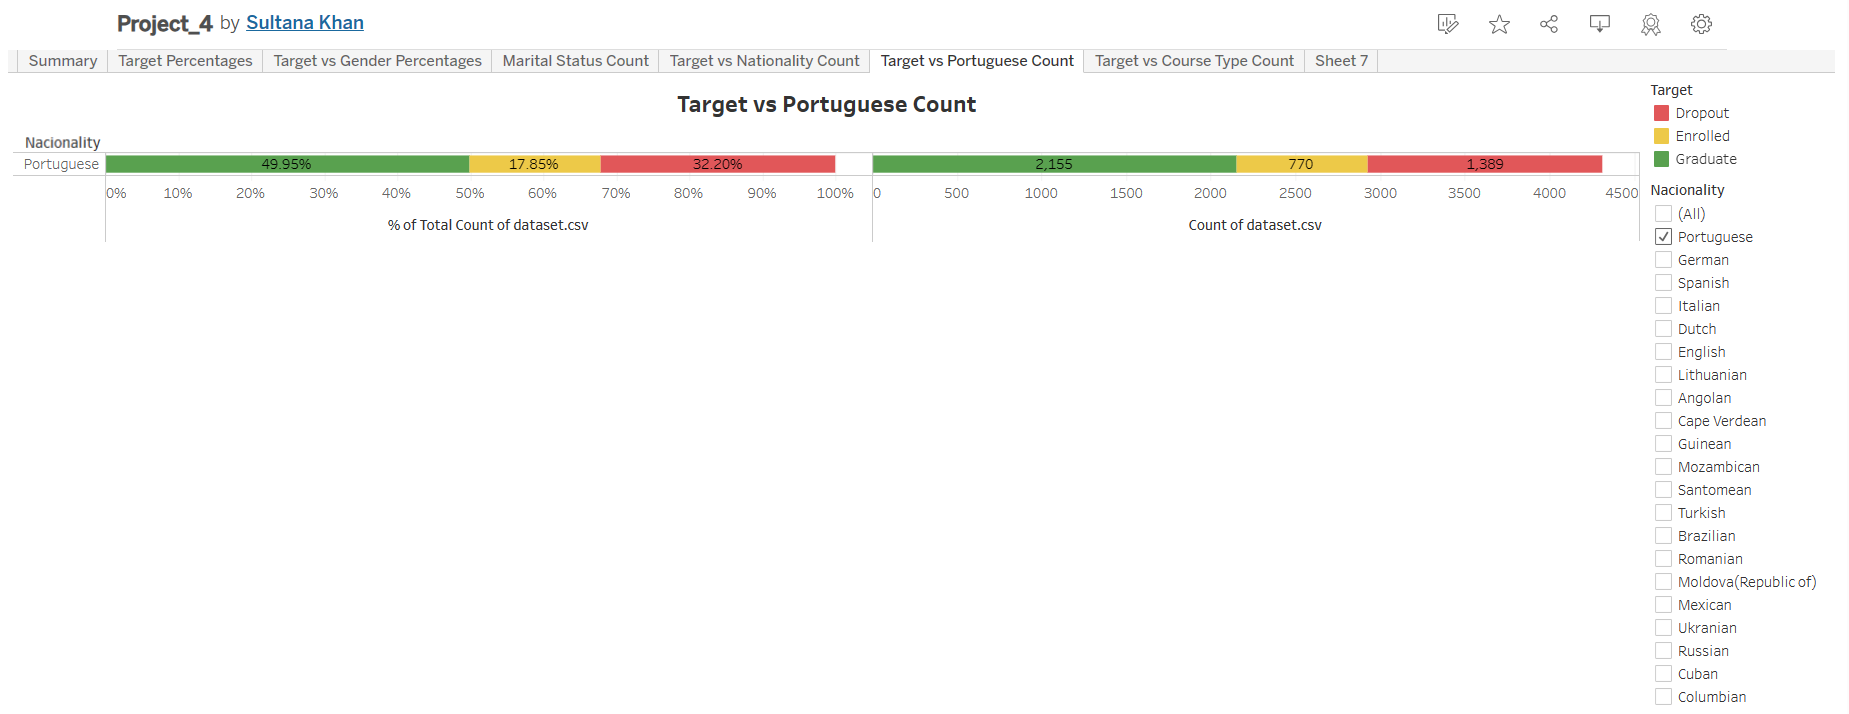 Project_4 by Sultana Khan
Summary Target Percentages Target vs Gender Percentages Marital Status Count Target vs Nationality Count Target vs Portuguese Count Target vs Course Type Count Sheet 7
Target vs Portuguese Count
Nacionality
Portuguese 49.95% 17.85% 32.20% 2,155 770 1,389
0% 10% 20% 30% 40% 50% 60% 70% 80% 90% 100% 0 500 1000 1500 2000 2500 3000 3500 4000 4500
% of Total Count of dataset.csv Count of dataset.csv
Target
Dropout
Enrolled
Graduate
Nacionality
(All)
Portuguese
German
Spanish
Italian
Dutch
English
Lithuanian
Angolan
Cape Verdean
Guinean
Mozambican
Santomean
Turkish
Brazilian
Romanian
Moldova(Republic of)
Mexican
Ukranian
Russian
Cuban
Columbian